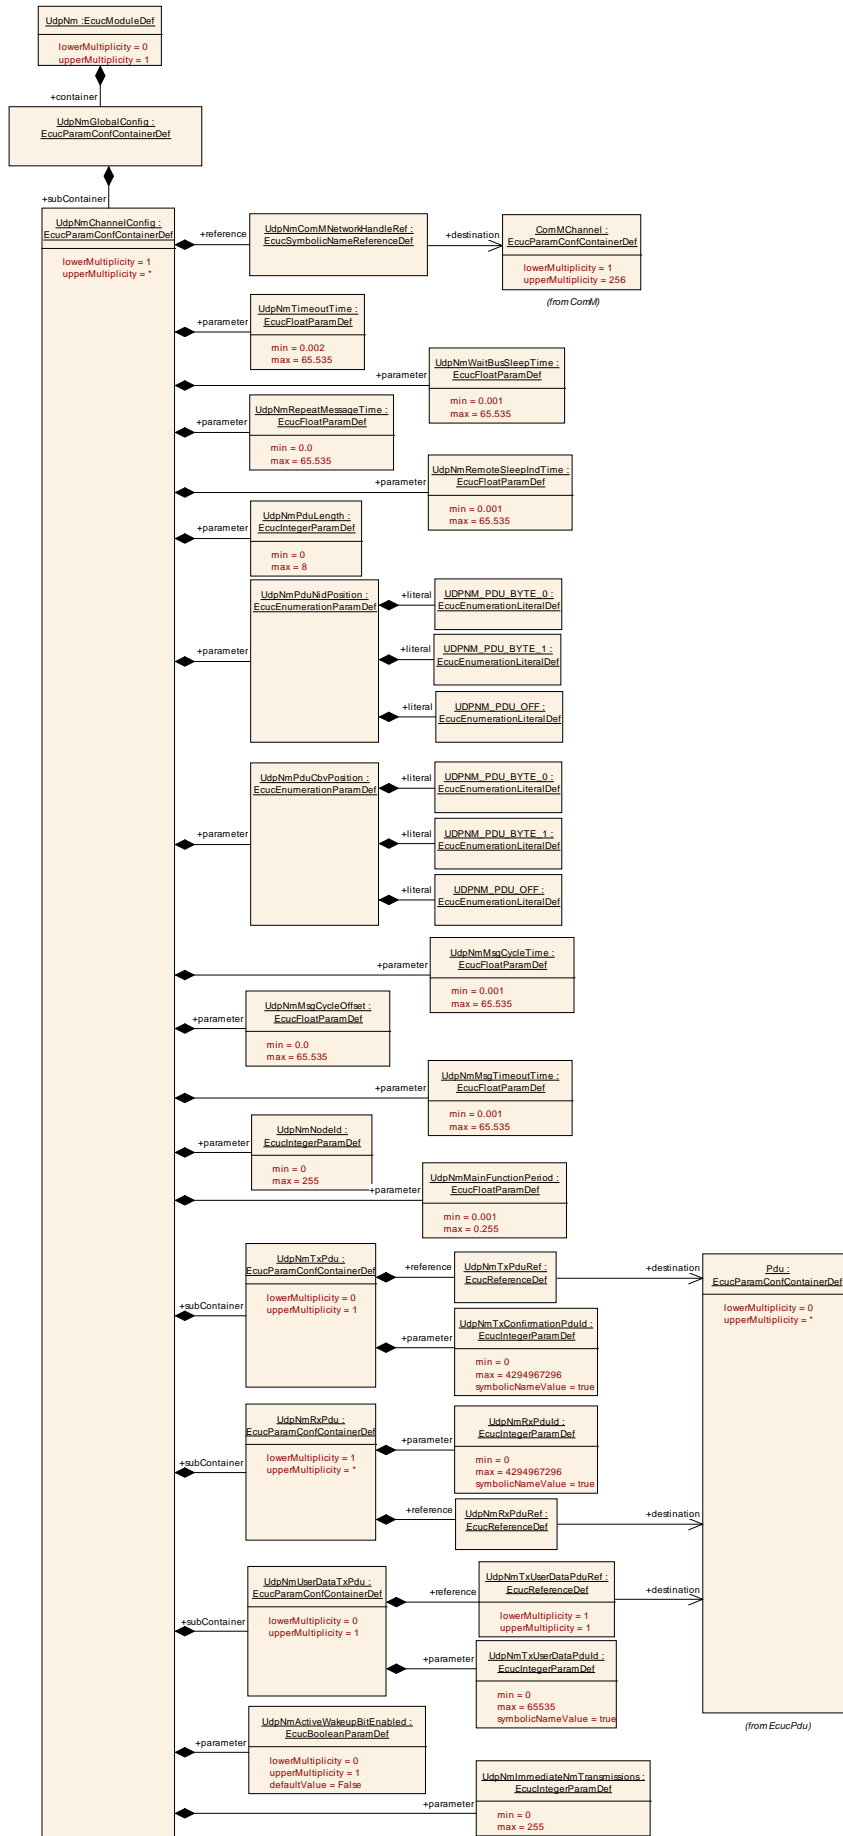 UdpNm :EcucModuleDef
lowerMultiplicity = 0
upperMultiplicity = 1
+container
UdpNmGlobalConfig :
EcucParamConfContainerDef
+subContainer
UdpNmChannelConfig :
EcucParamConfContainerDef
lowerMultiplicity = 1
upperMultiplicity = *
+reference
UdpNmComMNetworkHandleRef :
EcucSymbolicNameReferenceDef
+destination
ComMChannel :
EcucParamConfContainerDef
lowerMultiplicity = 1
upperMultiplicity = 256
(from ComM)
+parameter
UdpNmTimeoutTime :
EcucFloatParamDef
min = 0.002
max = 65.535
+parameter
UdpNmWaitBusSleepTime :
EcucFloatParamDef
min = 0.001
max = 65.535
+parameter
UdpNmRepeatMessageTime :
EcucFloatParamDef
min = 0.0
max = 65.535
+parameter
UdpNmRemoteSleepIndTime :
EcucFloatParamDef
min = 0.001
max = 65.535
+parameter
UdpNmPduLength :
EcucIntegerParamDef
min = 0
max = 8
+parameter
UdpNmPduNidPosition :
EcucEnumerationParamDef
+literal
UDPNM_PDU_BYTE_0 :
EcucEnumerationLiteralDef
+literal
UDPNM_PDU_BYTE_1 :
EcucEnumerationLiteralDef
+literal
UDPNM_PDU_OFF :
EcucEnumerationLiteralDef
+parameter
UdpNmPduCbvPosition :
EcucEnumerationParamDef
+literal
UDPNM_PDU_BYTE_0 :
EcucEnumerationLiteralDef
+literal
UDPNM_PDU_BYTE_1 :
EcucEnumerationLiteralDef
+literal
UDPNM_PDU_OFF :
EcucEnumerationLiteralDef
+parameter
UdpNmMsgCycleTime :
EcucFloatParamDef
min = 0.001
max = 65.535
+parameter
UdpNmMsgCycleOffset :
EcucFloatParamDef
min = 0.0
max = 65.535
+parameter
UdpNmMsgTimeoutTime :
EcucFloatParamDef
min = 0.001
max = 65.535
+parameter
UdpNmNodeId :
EcucIntegerParamDef
min = 0
max = 255
+parameter
UdpNmMainFunctionPeriod :
EcucFloatParamDef
min = 0.001
max = 0.255
+subContainer
UdpNmTxPdu :
EcucParamConfContainerDef
lowerMultiplicity = 0
upperMultiplicity = 1
+reference
UdpNmTxPduRef :
EcucReferenceDef
+destination
Pdu :
EcucParamConfContainerDef
lowerMultiplicity = 0
upperMultiplicity = *
+parameter
UdpNmTxConfirmationPduId :
EcucIntegerParamDef
min = 0
max = 4294967296
symbolicNameValue = true
+subContainer
UdpNmRxPdu :
EcucParamConfContainerDef
lowerMultiplicity = 1
upperMultiplicity = *
+parameter
UdpNmRxPduId :
EcucIntegerParamDef
min = 0
max = 4294967296
symbolicNameValue = true
+reference
UdpNmRxPduRef :
EcucReferenceDef
+destination
+subContainer
UdpNmUserDataTxPdu :
EcucParamConfContainerDef
lowerMultiplicity = 0
upperMultiplicity = 1
+reference
UdpNmTxUserDataPduRef :
EcucReferenceDef
lowerMultiplicity = 1
upperMultiplicity = 1
+destination
+parameter
UdpNmTxUserDataPduId :
EcucIntegerParamDef
min = 0
max = 65535
symbolicNameValue = true
(from EcucPdu)
+parameter
UdpNmActiveWakeupBitEnabled :
EcucBooleanParamDef
lowerMultiplicity = 0
upperMultiplicity = 1
defaultValue = False
+parameter
UdpNmImmediateNmTransmissions :
EcucIntegerParamDef
min = 0
max = 255